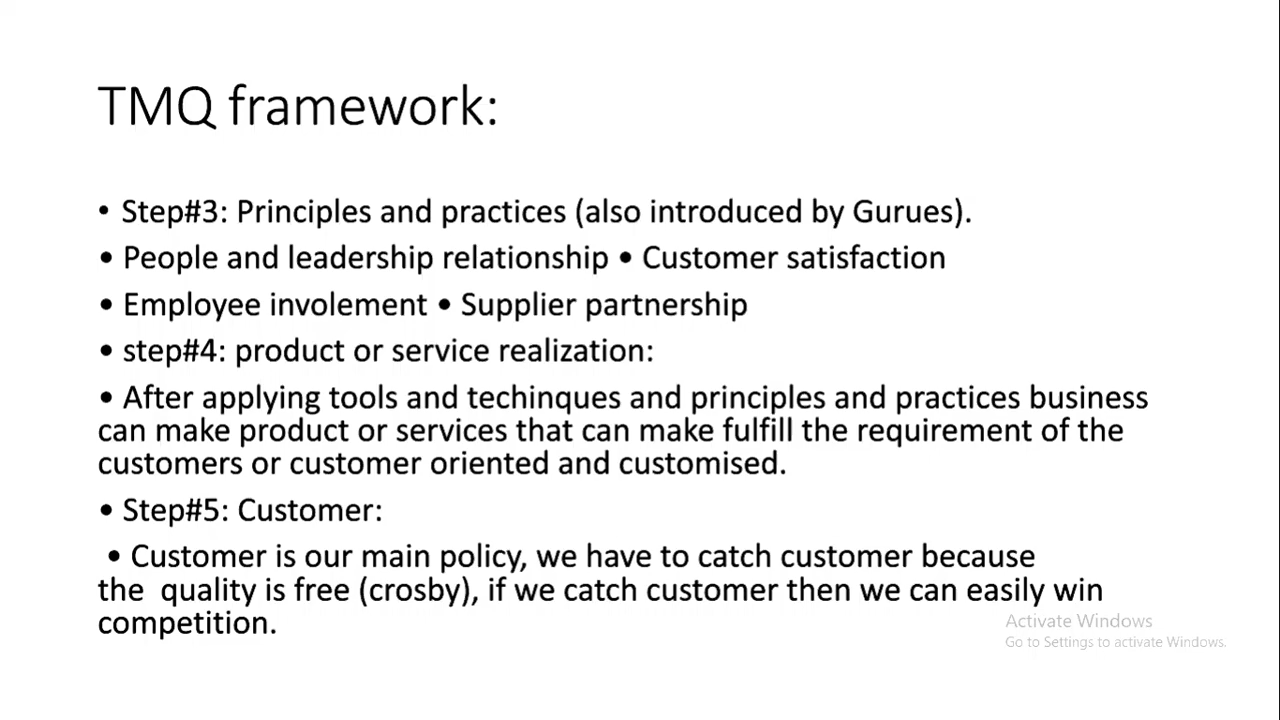 TMQ framework:
• Step#3: Principles and practices (also introduced by Gurues).
• People and leadership relationship • Customer satisfaction
• Employee involement • Supplier partnership
• step#4: product or service realization:
• After applying tools and techinques and principles and practices business
can make product or services that can make fulfill the requirement of the
customers or customer oriented and customised.
• Step#5: Customer:
• Customer is our main policy, we have to catch customer because
the  quality is free (crosby), if we catch customer then we can easily win
competition.
Activate Windows
Go to Settings to activate Windows.